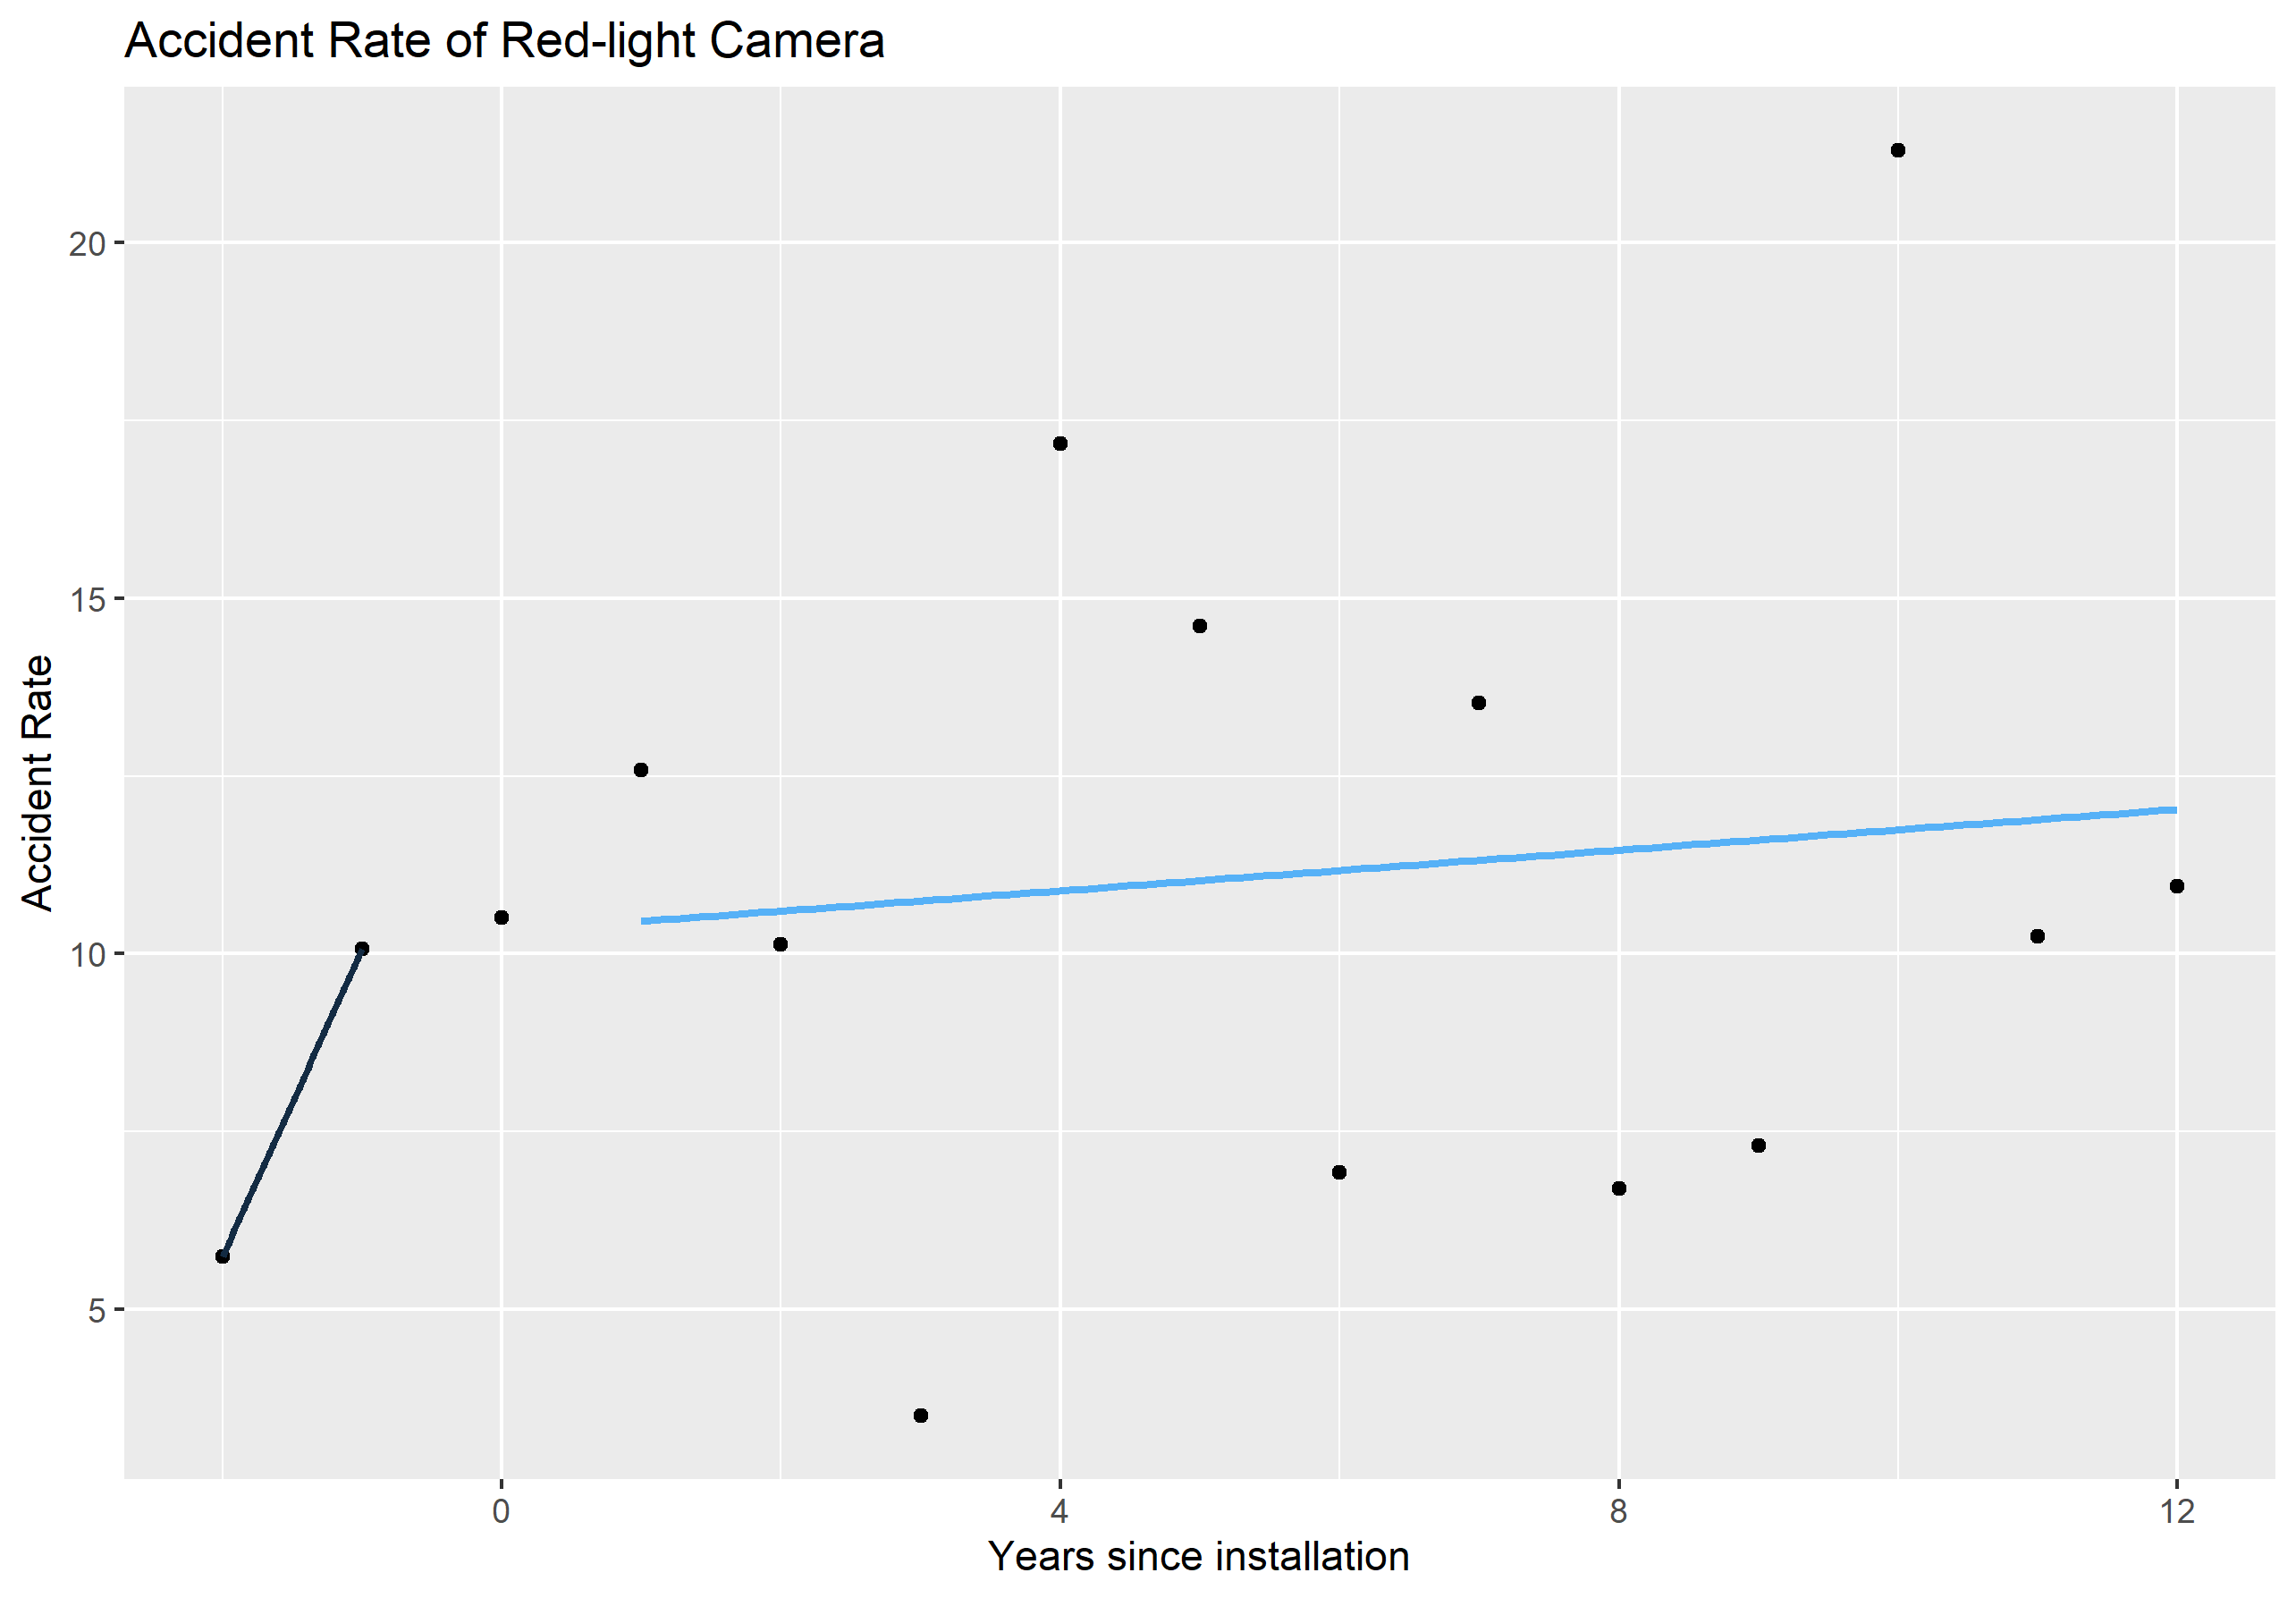 Accident Rate of Red-light Camera
20
15
10
5
Accident Rate
0 4 8 12
Years since installation